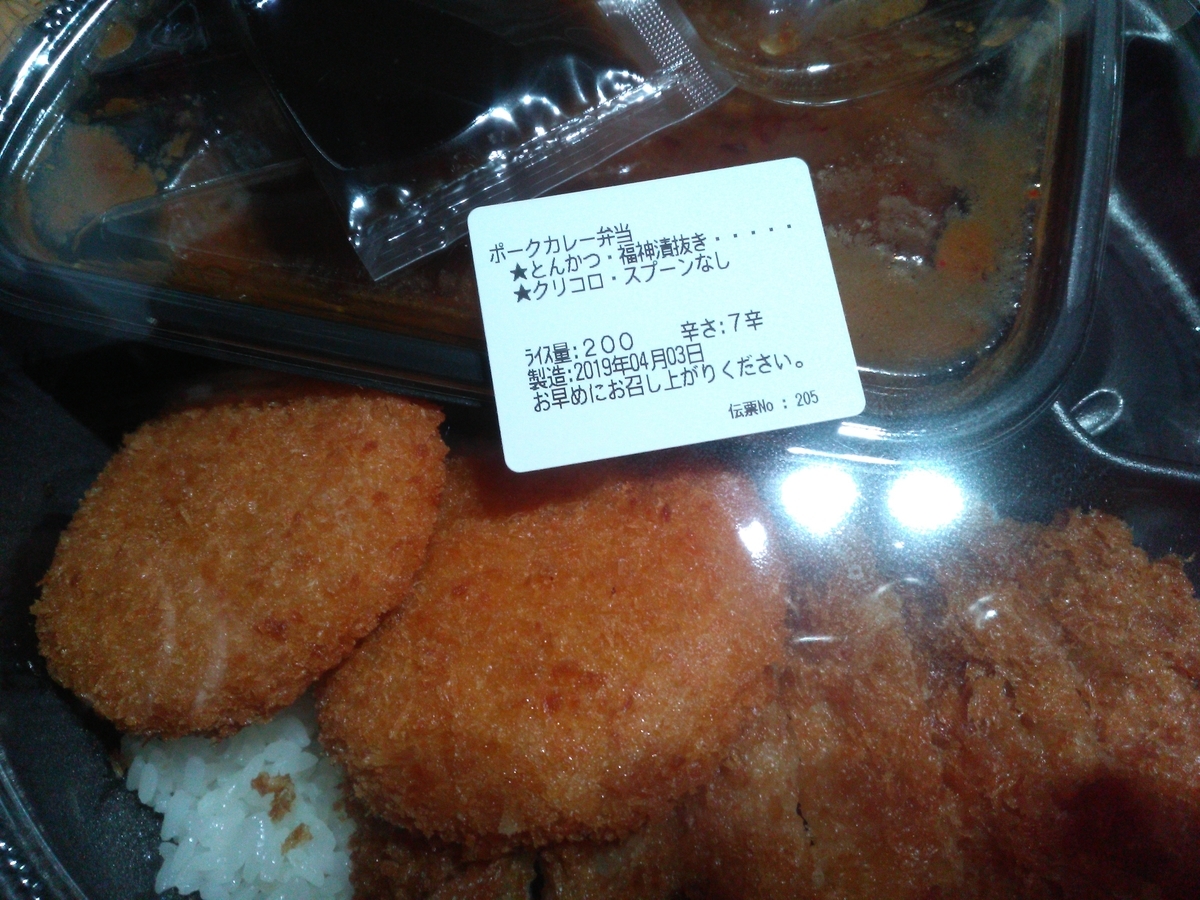 ポークカレー弁当
★とんかつ・福神漬抜き・・・・・
★クリコロ・スプーンなし
ﾗｲｽ量:200 辛さ:7辛
製造:2019年04月03日
お早めにお召し上がりください。
伝票No : 205